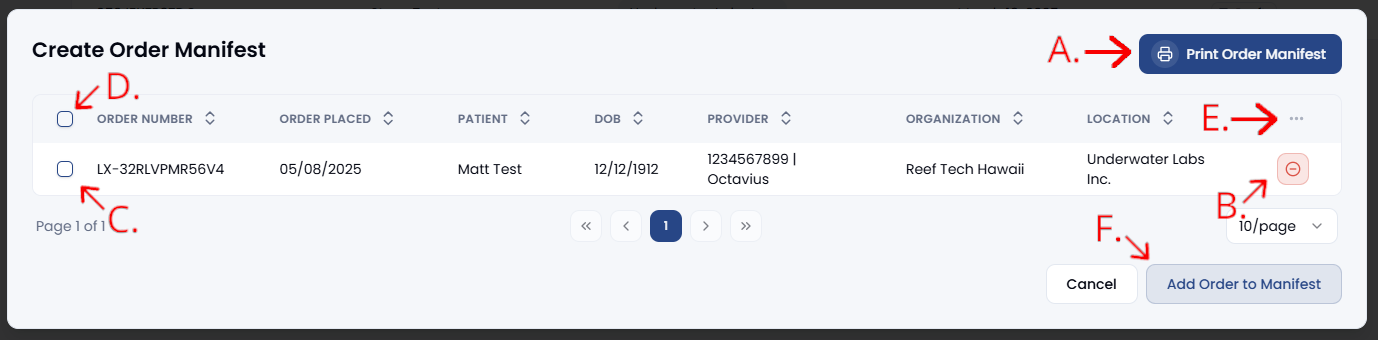 Create Order Manifest
A.
Print Order Manifest
D.
ORDER NUMBER ORDER PLACED PATIENT DOB PROVIDER ORGANIZATION LOCATION E. ...
LX-32RLVPMR56V4 05/08/2025 Matt Test 12/12/1912 1234567899 | Octavius Reef Tech Hawaii Underwater Labs Inc.
C.
B.
Page 1 of 1
« ‹ 1 › »
10/page
F.
Cancel
Add Order to Manifest